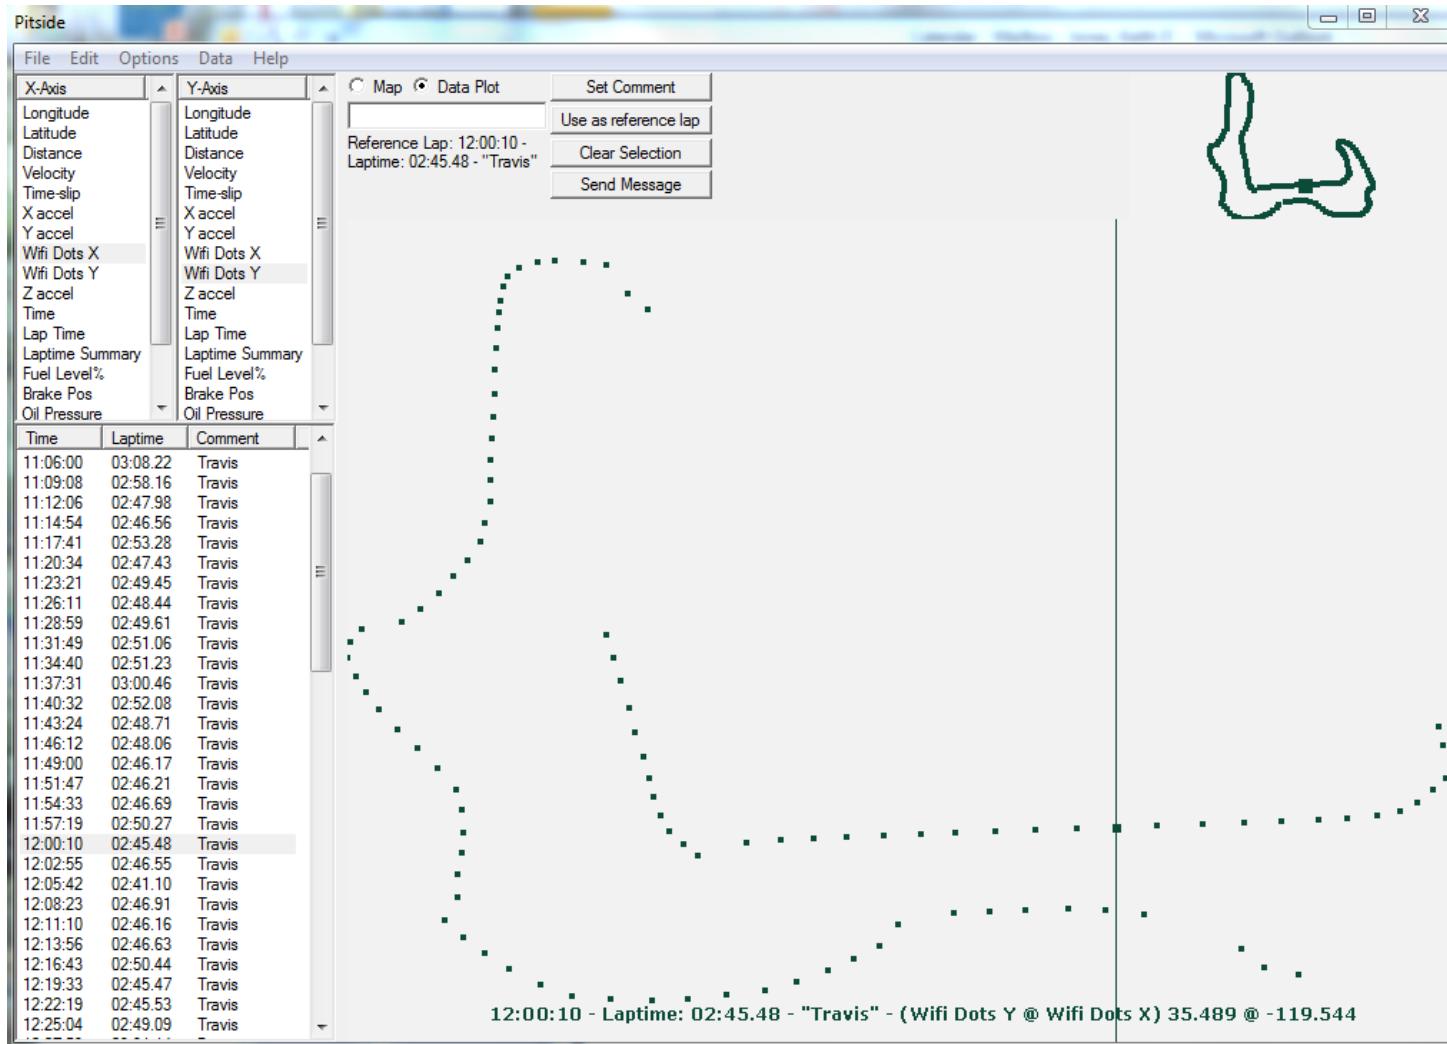 Pitside
File Edit Options Data Help
X-Axis
Longitude
Latitude
Distance
Velocity
Time-slip
X accel
Y accel
Wifi Dots X
Wifi Dots Y
Z accel
Time
Lap Time
Laptime Summary
Fuel Level%
Brake Pos
Oil Pressure
Y-Axis
Longitude
Latitude
Distance
Velocity
Time-slip
X accel
Y accel
Wifi Dots X
Wifi Dots Y
Z accel
Time
Lap Time
Laptime Summary
Fuel Level%
Brake Pos
Oil Pressure
Map Data Plot
Reference Lap: 12:00:10 -
Laptime: 02:45.48 - "Travis"
Set Comment
Use as reference lap
Clear Selection
Send Message
Time Laptime Comment
11:06:00 03:08.22 Travis
11:09:08 02:58.16 Travis
11:12:06 02:47.98 Travis
11:14:54 02:46.56 Travis
11:17:41 02:53.28 Travis
11:20:34 02:47.43 Travis
11:23:21 02:49.45 Travis
11:26:11 02:48.44 Travis
11:28:59 02:49.61 Travis
11:31:49 02:51.06 Travis
11:34:40 02:51.23 Travis
11:37:31 03:00.46 Travis
11:40:32 02:52.08 Travis
11:43:24 02:48.71 Travis
11:46:12 02:48.06 Travis
11:49:00 02:46.17 Travis
11:51:47 02:46.21 Travis
11:54:33 02:46.69 Travis
11:57:19 02:50.27 Travis
12:00:10 02:45.48 Travis
12:02:55 02:46.55 Travis
12:05:42 02:41.10 Travis
12:08:23 02:46.91 Travis
12:11:10 02:46.16 Travis
12:13:56 02:46.63 Travis
12:16:43 02:50.44 Travis
12:19:33 02:45.47 Travis
12:22:19 02:45.53 Travis
12:25:04 02:49.09 Travis
12:00:10 - Laptime: 02:45.48 - "Travis" - (Wifi Dots Y @ Wifi Dots X) 35.489 @ -119.544